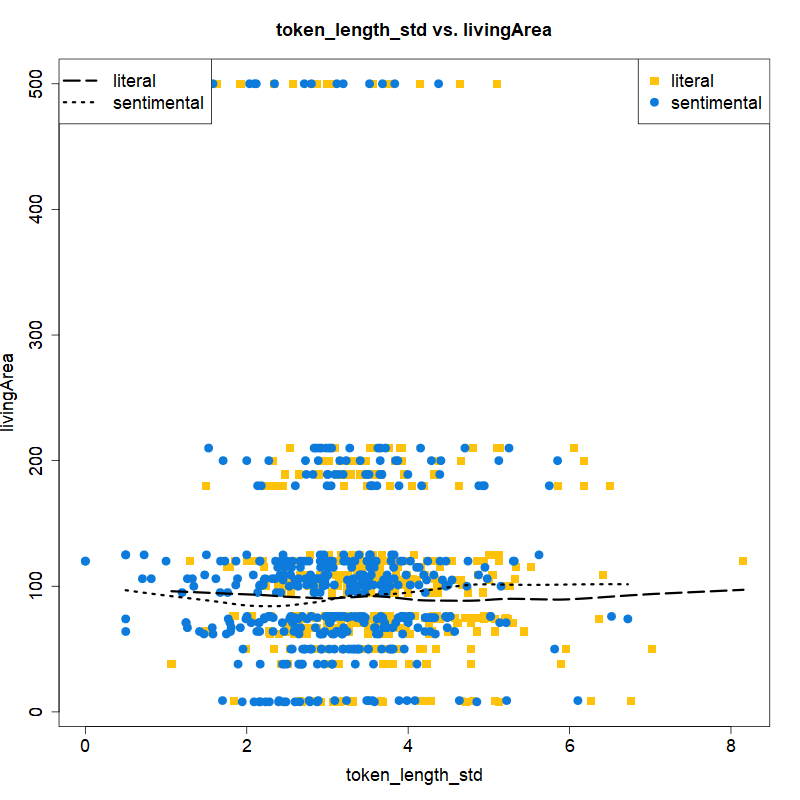 token_length_std vs. livingArea
literal
sentimental
literal
sentimental
500
400
300
200
100
0
livingArea
0 2 4 6 8
token_length_std